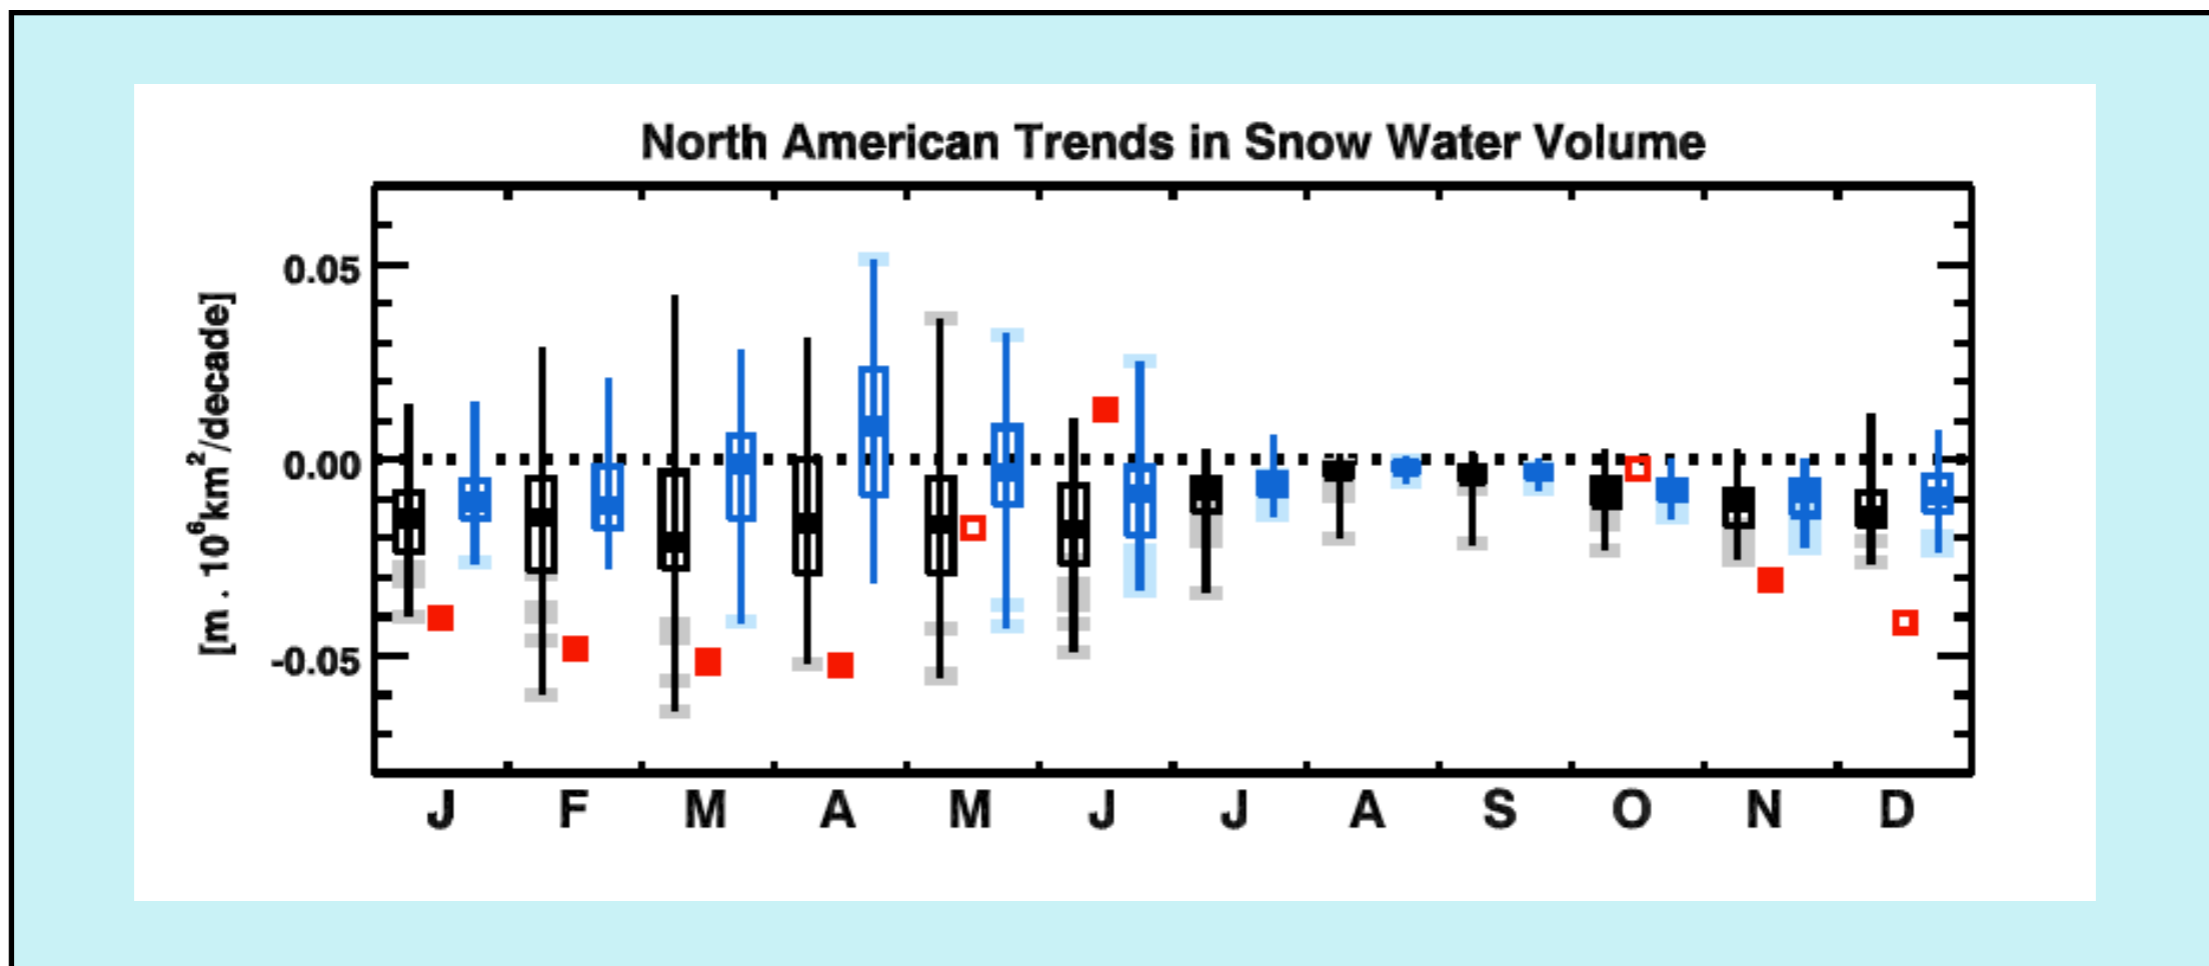 North American Trends in Snow Water Volume
[m . 10⁶km²/decade]
0.05
0.00
-0.05
J F M A M J J A S O N D